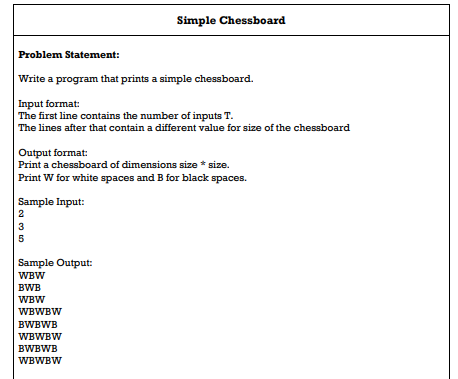 Simple Chessboard
Problem Statement:
Write a program that prints a simple chessboard.
Input format:
The first line contains the number of inputs T.
The lines after that contain a different value for size of the chessboard
Output format:
Print a chessboard of dimensions size * size.
Print W for white spaces and B for black spaces.
Sample Input:
2
3
5
Sample Output:
WBW
BWB
WBW
WBWBW
BWBWB
WBWBW
BWBWB
WBWBW